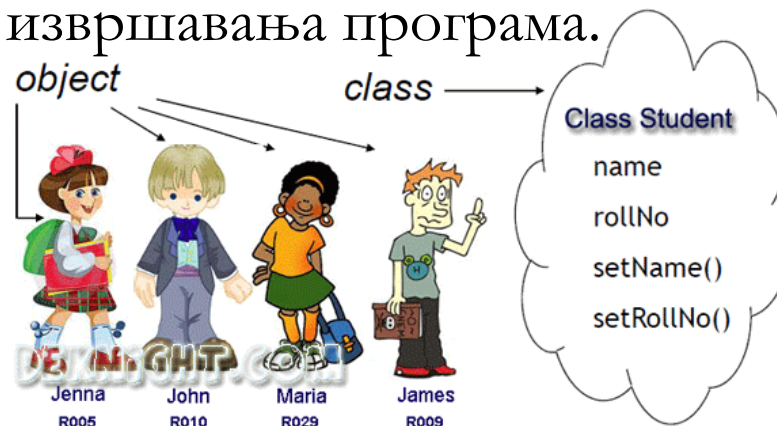 извршавања програма.
object
class
Class Student
name
rollNo
setName()
setRollNo()
Jenna John Maria James
R005 R010 R029 R009